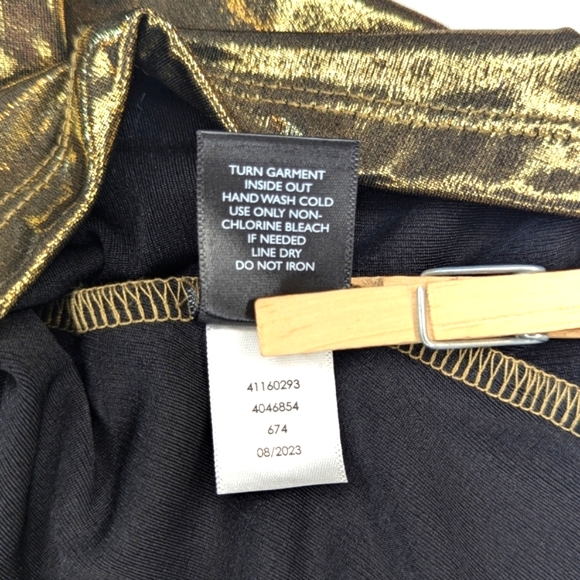 TURN GARMENT
INSIDE OUT
HAND WASH COLD
USE ONLY NON-
CHLORINE BLEACH
IF NEEDED
LINE DRY
DO NOT IRON
41160293
4046854
674
08/2023